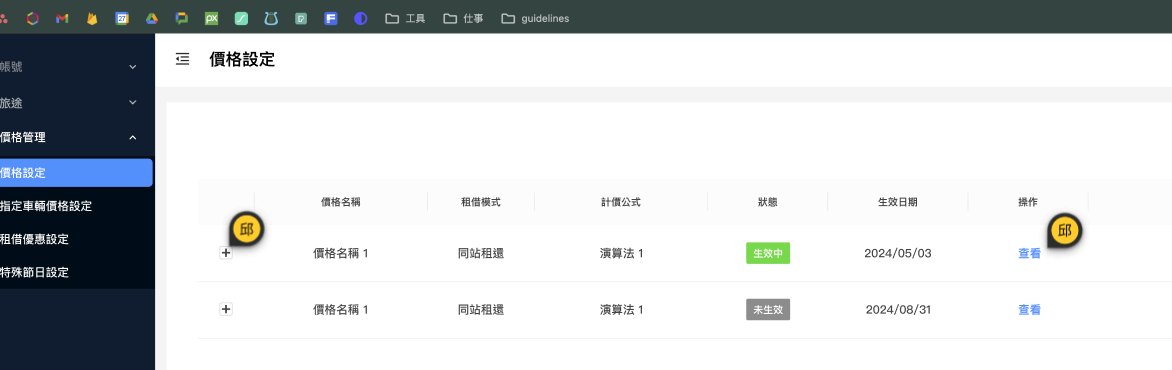 27 PX F 工具 仕事 guidelines
帳號
價格設定
旅途
價格管理
價格設定
指定車輛價格設定
租借優惠設定
特殊節日設定
價格名稱 租借模式 計價公式 狀態 生效日期 操作
邱 邱
價格名稱 1 同站租還 演算法 1 生效中 2024/05/03 查看
價格名稱 1 同站租還 演算法 1 未生效 2024/08/31 查看